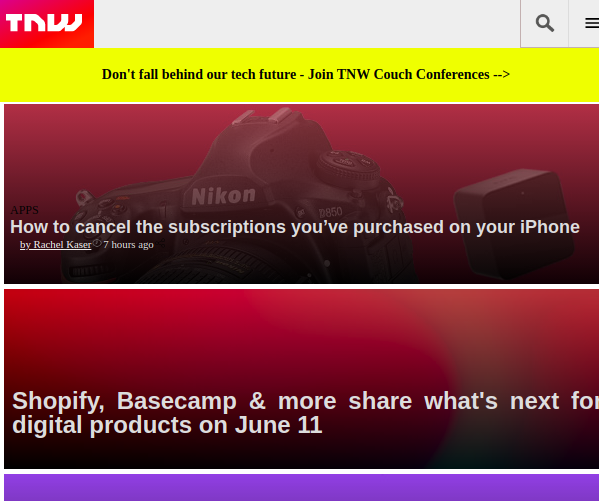 TNW
Don't fall behind our tech future - Join TNW Couch Conferences -->
Nikon
D850
APPS
How to cancel the subscriptions you’ve purchased on your iPhone
by Rachel Kaser 7 hours ago
Shopify, Basecamp & more share what's next for
digital products on June 11